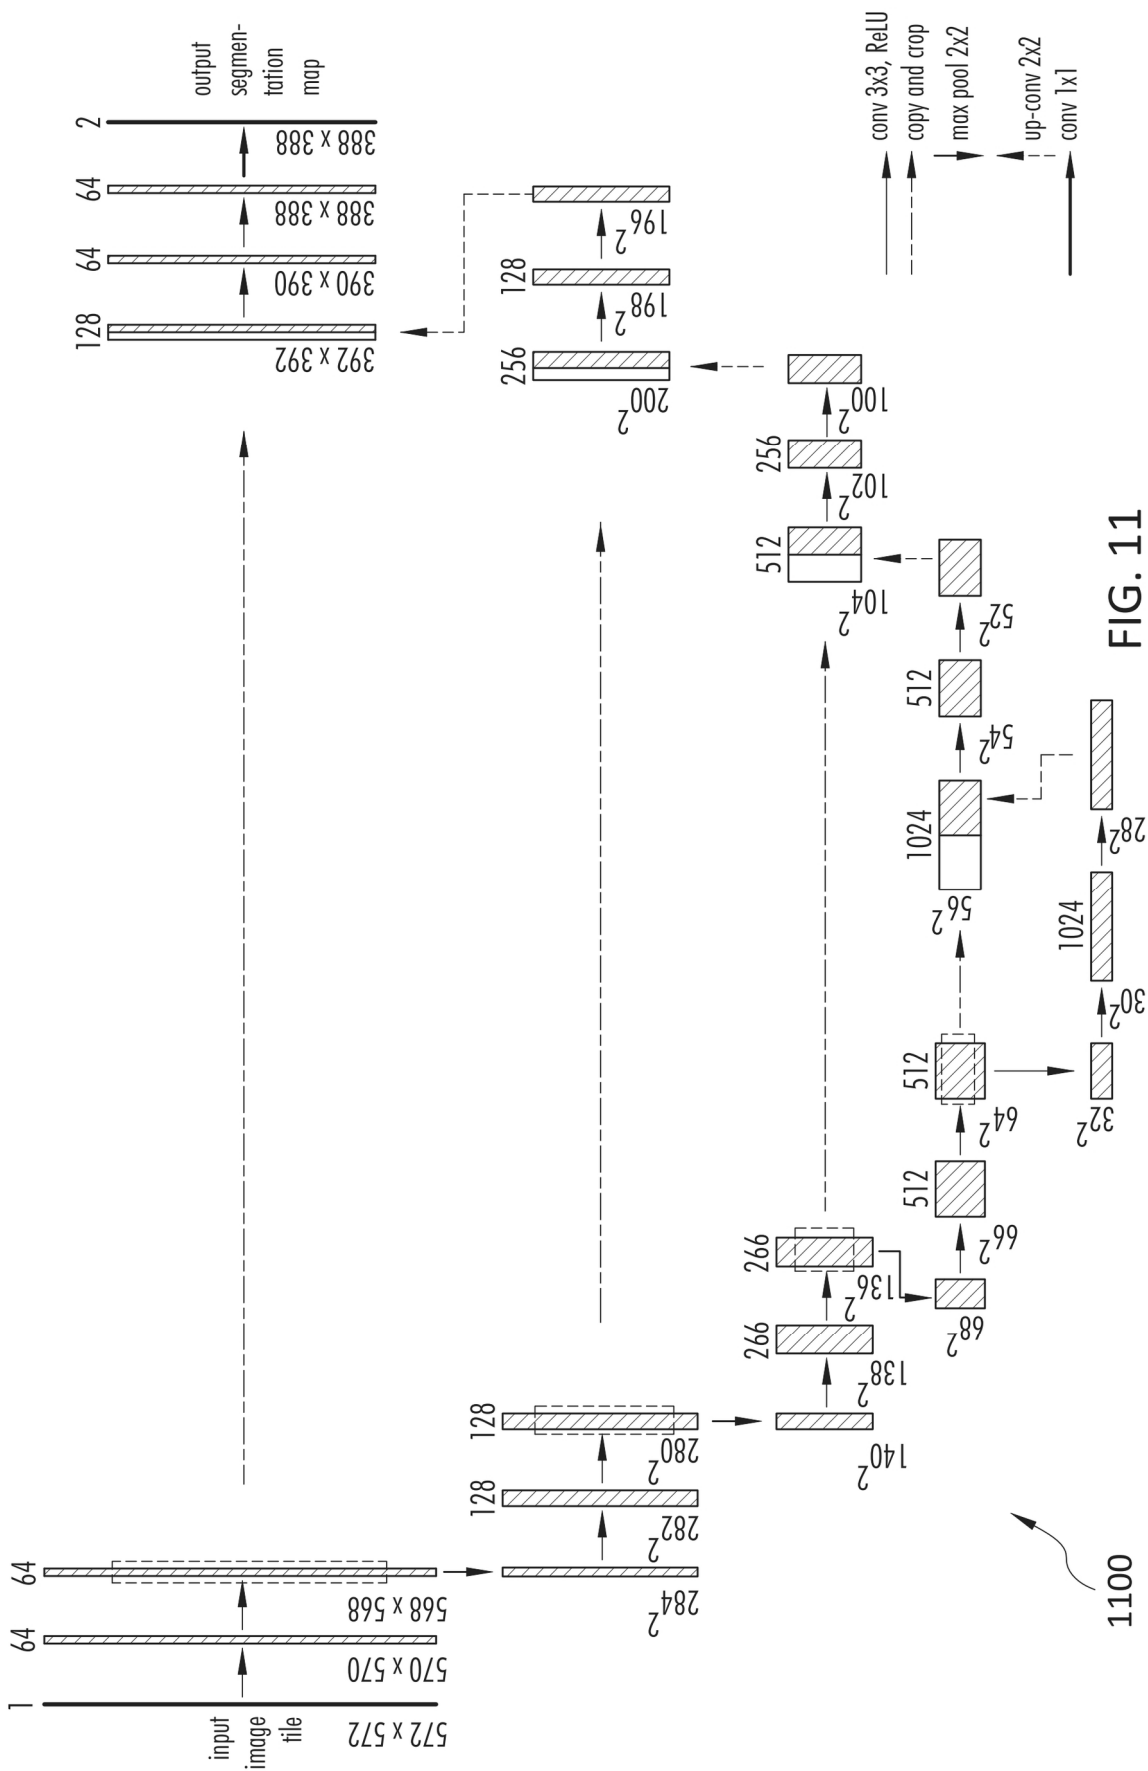 1
64
64
input
image
tile
572 x 572
570 x 570
568 x 568
128
64
64
2
output
segmen-
tation
map
392 x 392
390 x 390
388 x 388
388 x 388
128
128
284²
282²
280²
256
128
200²
198²
196²
266
266
140²
138²
136²
512
256
104²
102²
100²
512
512
68²
66²
64²
1024
512
56²
54²
52²
1024
32²
30²
28²
conv 3x3, ReLU
copy and crop
max pool 2x2
up-conv 2x2
conv 1x1
1100
FIG. 11